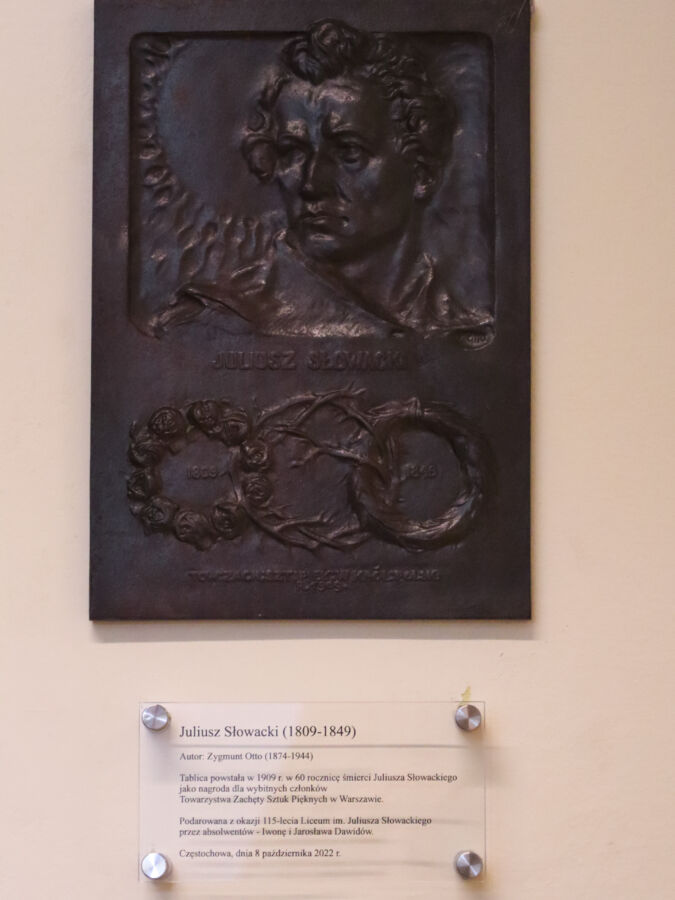 JULIUSZ SŁOWACKI
1809
1849
Juliusz Słowacki (1809-1849)
Autor: Zygmunt Otto (1874-1944)
Tablica powstała w 1909 r. w 60 rocznicę śmierci Juliusza Słowackiego
jako nagroda dla wybitnych członków
Towarzystwa Zachęty Sztuk Pięknych w Warszawie.
Podarowana z okazji 115-lecia Liceum im. Juliusza Słowackiego
przez absolwentów - Iwonę i Jarosława Dawidów.
Częstochowa, dnia 8 października 2022 r.